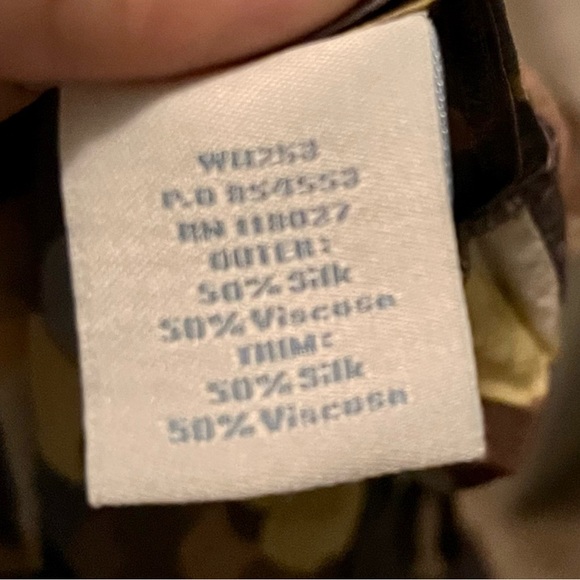 WU253
P.O 854553
RN 118027
OUTER:
50% Silk
50% Viscose
TRIM:
50% Silk
50% Viscose